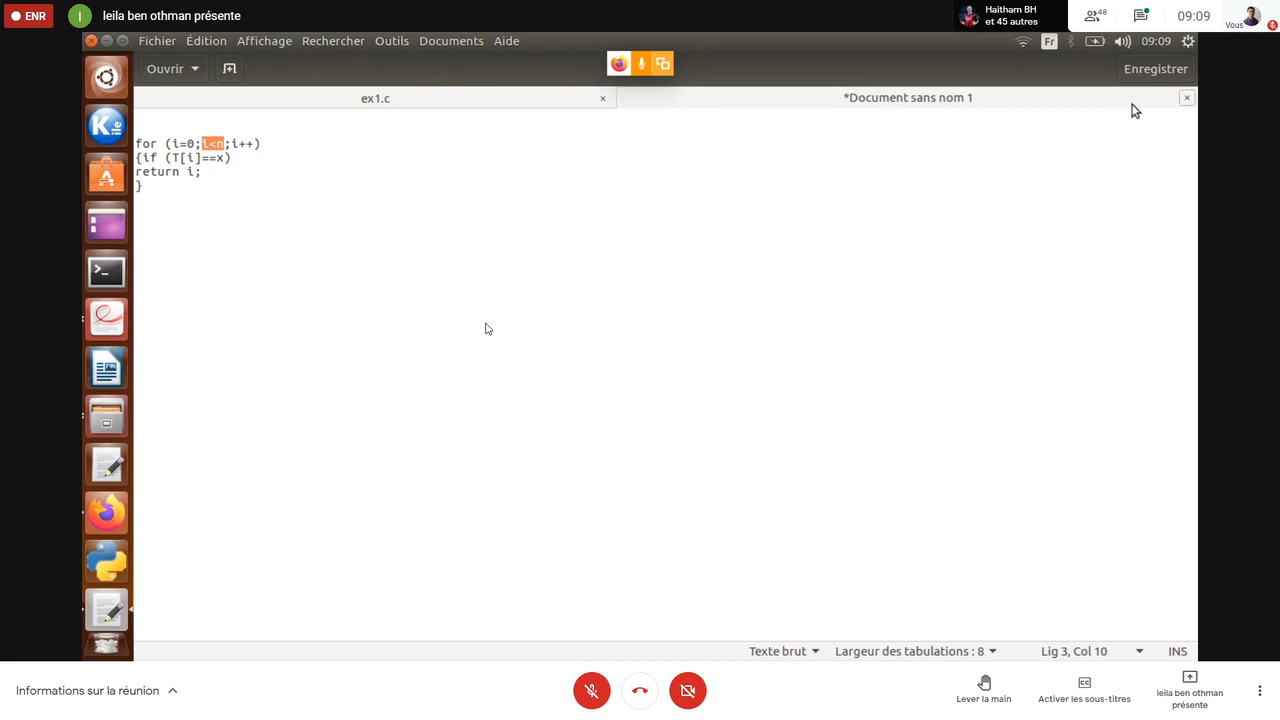 ENR
I
leila ben othman présente
Haitham BH
et 45 autres
48
09:09
Vous
Fichier Édition Affichage Rechercher Outils Documents Aide
Fr
09:09
Ouvrir
Enregistrer
ex1.c
*Document sans nom 1
for (i=0;i<n;i++)
{if (T[i]==x)
return i;
}
Texte brut
Largeur des tabulations : 8
Lig 3, Col 10
INS
Informations sur la réunion
Lever la main
CC
Activer les sous-titres
leila ben othman
présente